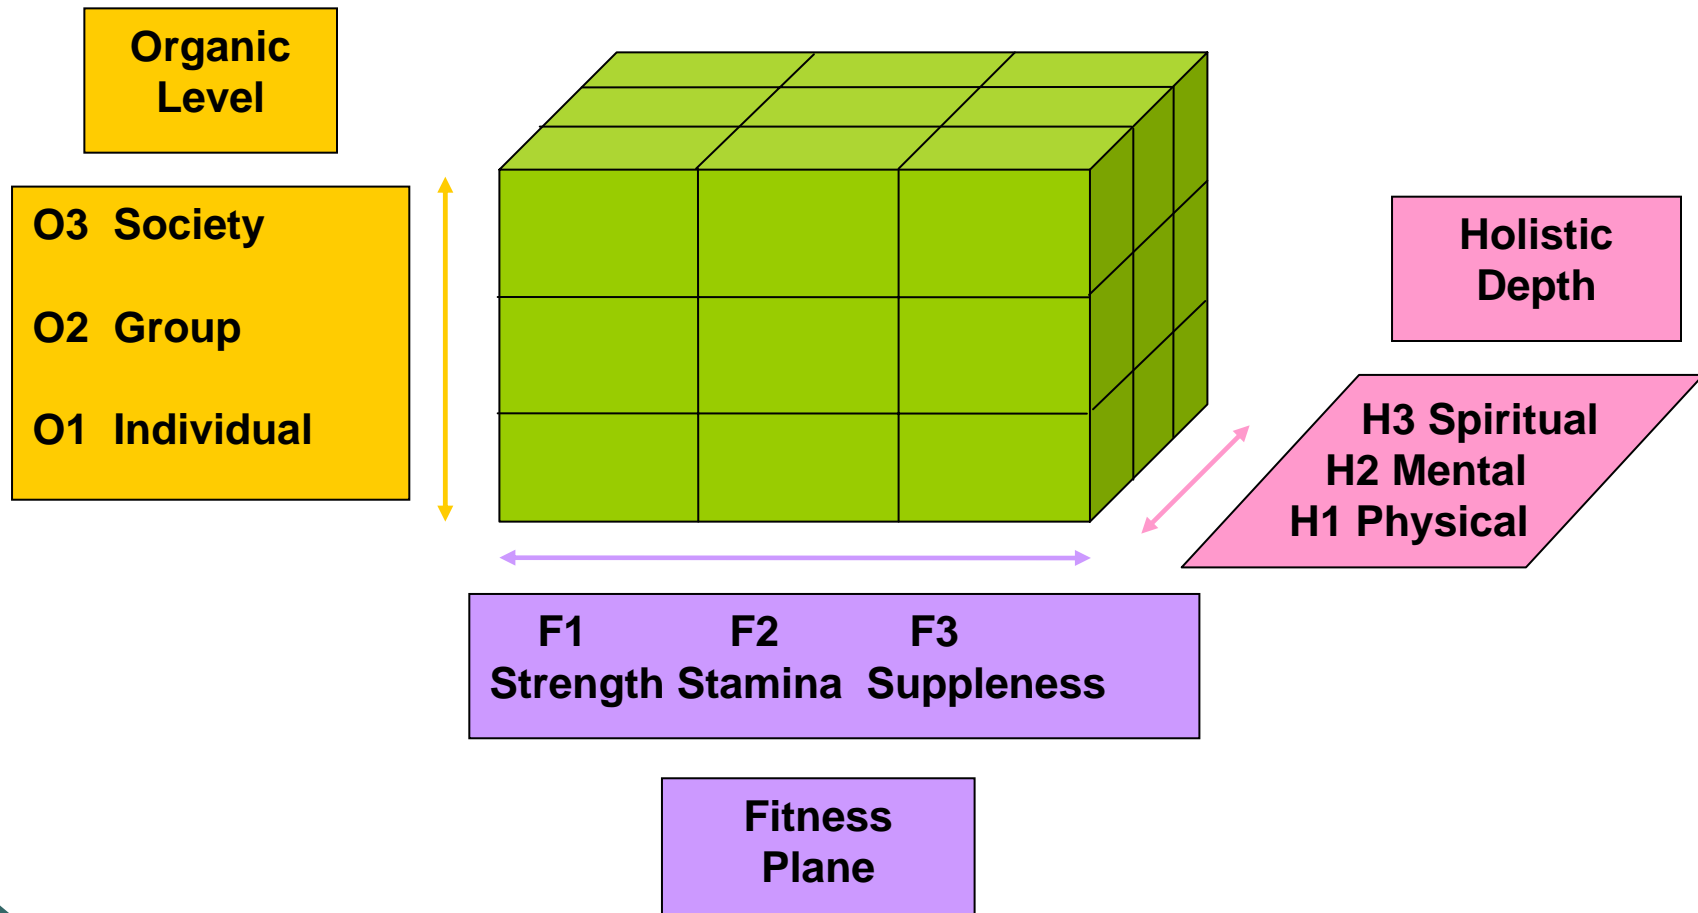 Organic
Level
O3 Society
O2 Group
O1 Individual
Holistic
Depth
H3 Spiritual
H2 Mental
H1 Physical
F1 F2 F3
Strength Stamina Suppleness
Fitness
Plane